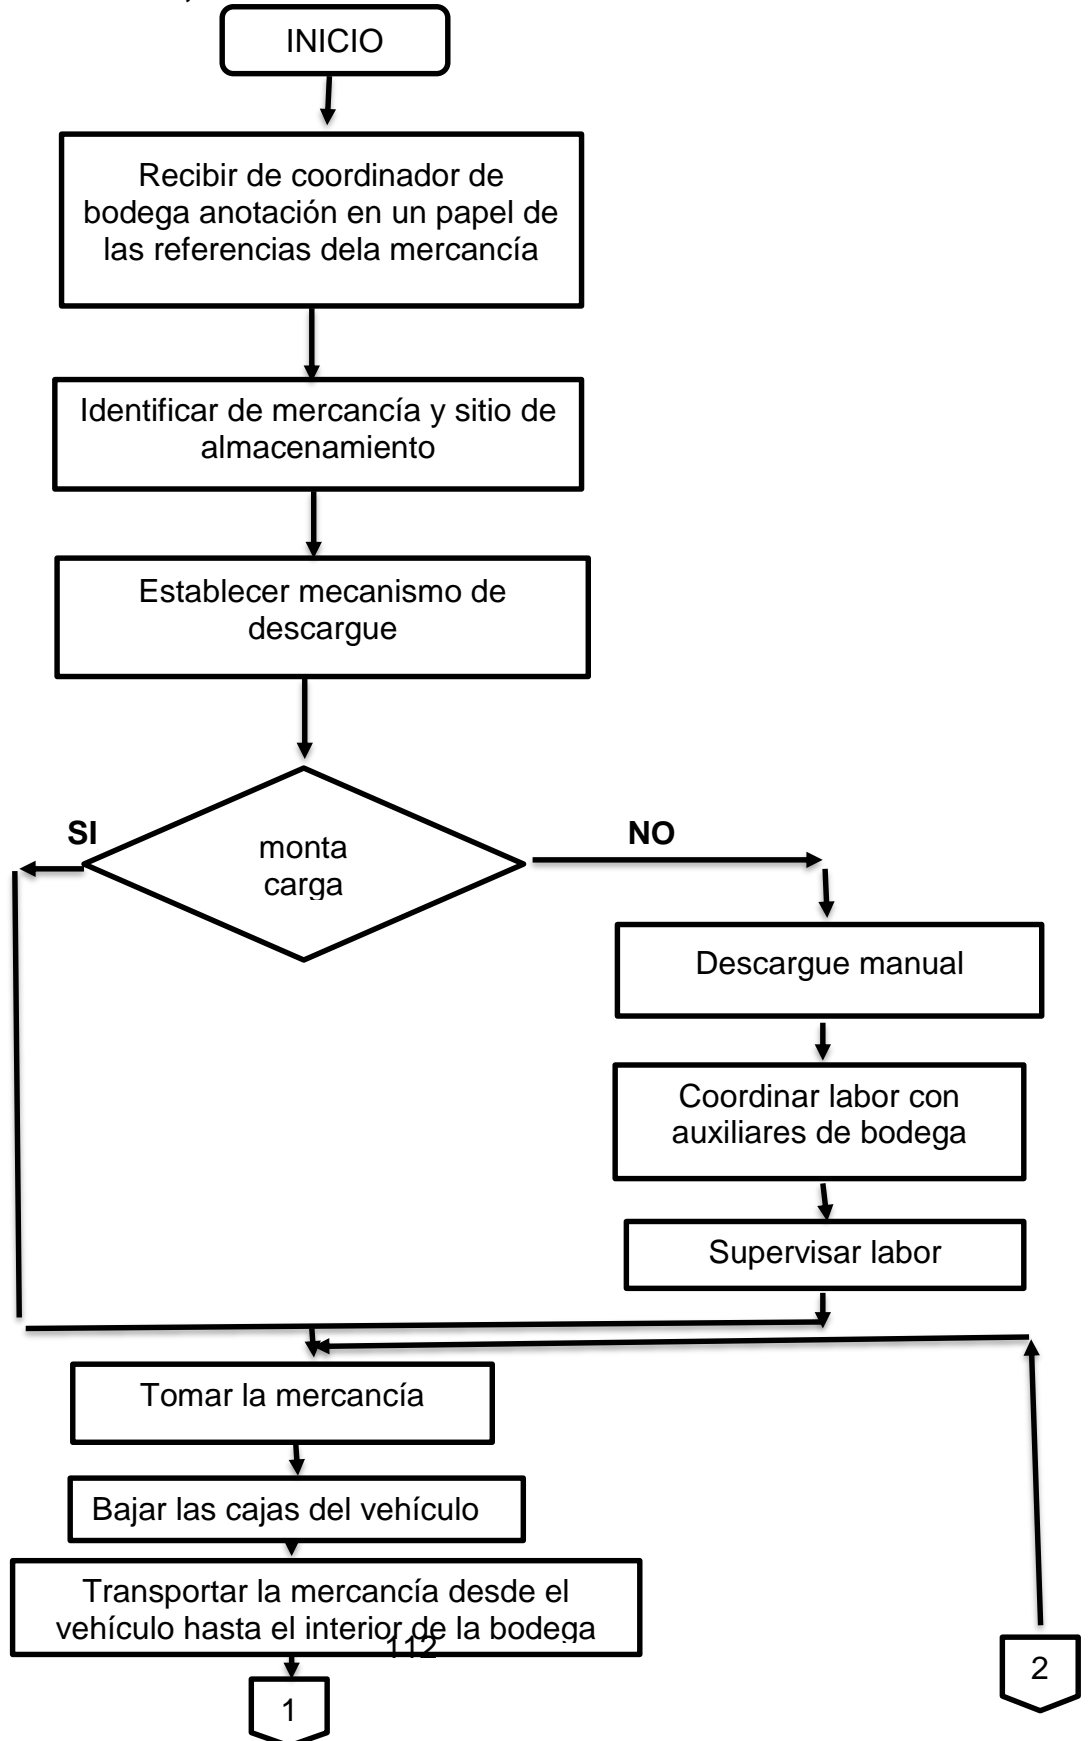 INICIO
Recibir de coordinador de
bodega anotación en un papel de
las referencias dela mercancía
Identificar de mercancía y sitio de
almacenamiento
Establecer mecanismo de
descargue
SI
monta
carga
NO
Descargue manual
Coordinar labor con
auxiliares de bodega
Supervisar labor
Tomar la mercancía
Bajar las cajas del vehículo
Transportar la mercancía desde el
vehículo hasta el interior de la bodega
112
1
2